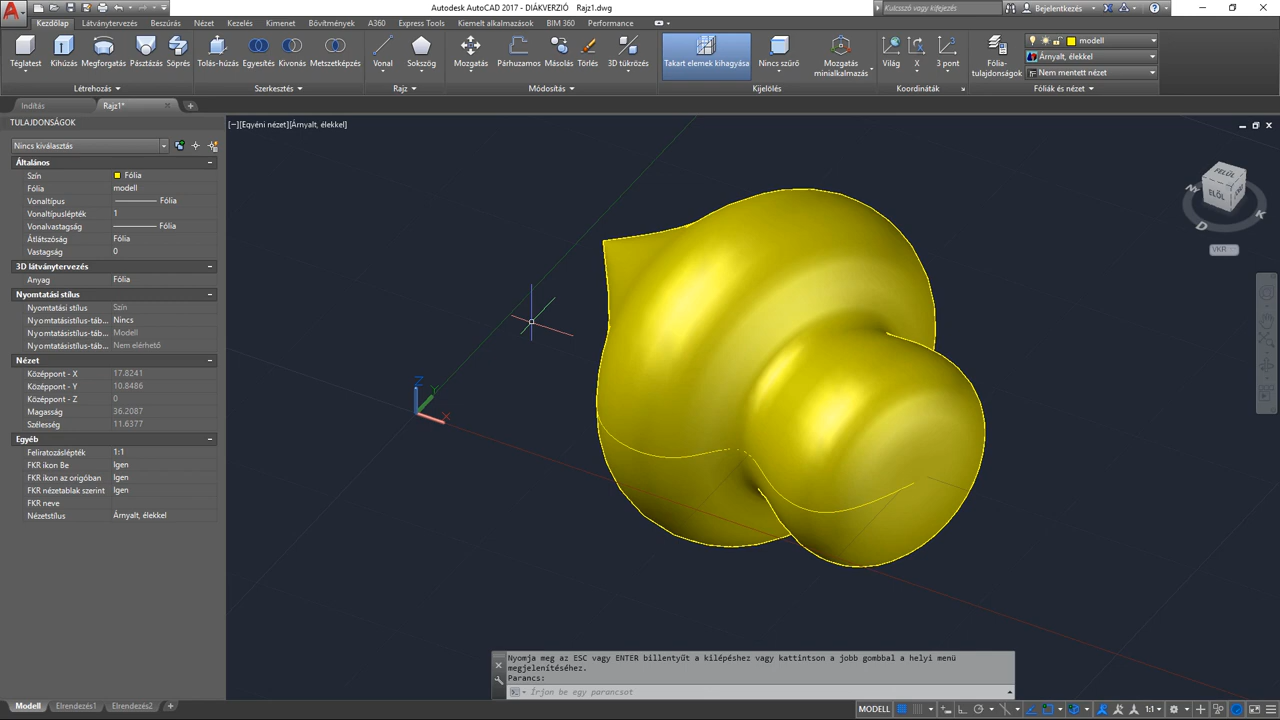 Autodesk AutoCAD 2017 - DIÁKVERZIÓ Rajz1.dwg
Kulcsszó vagy kifejezés
Bejelentkezés
Kezdőlap Látványtervezés Beszúrás Nézet Kezelés Kimenet Bővítmények A360 Express Tools Kiemelt alkalmazások BIM 360 Performance
Téglatest Kihúzás Megforgatás Pásztázás Söprés
Tolás-húzás Egyesítés Kivonás Metszetképzés
Vonal Sokszög
Mozgatás Párhuzamos Másolás Törlés 3D tükrözés
Takart elemek kihagyása Nincs szűrő Mozgatás minialkalmazás
Világ X 3 pont
Fólia-tulajdonságok
modell
Árnyalt, élekkel
Nem mentett nézet
Létrehozás Szerkesztés Rajz Módosítás Kijelölés Koordináták Fóliák és nézet
Indítás Rajz1*
TULAJDONSÁGOK
Nincs kiválasztás
Általános
Szín Fólia
Fólia modell
Vonaltípus Fólia
Vonaltípuslépték 1
Vonalvastagság Fólia
Átlátszóság Fólia
Vastagság 0
3D látványtervezés
Anyag Fólia
Nyomtatási stílus
Nyomtatási stílus Szín
Nyomtatásistílus-táb... Nincs
Nyomtatásistílus-táb... Modell
Nyomtatásistílus-táb... Nem elérhető
Nézet
Középpont - X 17.8241
Középpont - Y 10.8486
Középpont - Z 0
Magasság 36.2087
Szélesség 11.6377
Egyéb
Feliratozáslépték 1:1
FKR ikon Be Igen
FKR ikon az origóban Igen
FKR nézetablak szerint Igen
FKR neve
Nézetstílus Árnyalt, élekkel
[−][Egyéni nézet][Árnyalt, élekkel]
FELÜL
ELÖL
NY
D
K
VKR
Z
Y
X
Nyomja meg az ESC vagy ENTER billentyűt a kilépéshez vagy kattintson a jobb gombbal a helyi menü
megjelenítéséhez.
Parancs:
Írjon be egy parancsot
Modell Elrendezés1 Elrendezés2
MODELL
1:1